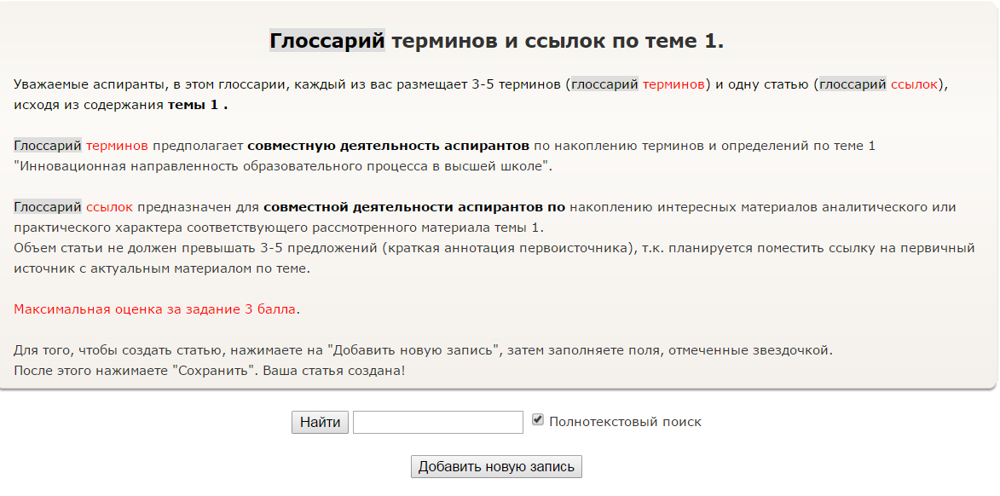 Глоссарий терминов и ссылок по теме 1.
Уважаемые аспиранты, в этом глоссарии, каждый из вас размещает 3-5 терминов (глоссарий терминов) и одну статью (глоссарий ссылок),
исходя из содержания темы 1 .
Глоссарий терминов предполагает совместную деятельность аспирантов по накоплению терминов и определений по теме 1
"Инновационная направленность образовательного процесса в высшей школе".
Глоссарий ссылок предназначен для совместной деятельности аспирантов по накоплению интересных материалов аналитического или
практического характера соответствующего рассмотренного материала темы 1.
Объем статьи не должен превышать 3-5 предложений (краткая аннотация первоисточника), т.к. планируется поместить ссылку на первичный
источник с актуальным материалом по теме.
Максимальная оценка за задание 3 балла.
Для того, чтобы создать статью, нажимаете на "Добавить новую запись", затем заполняете поля, отмеченные звездочкой.
После этого нажимаете "Сохранить". Ваша статья создана!
Найти Полнотекстовый поиск
Добавить новую запись